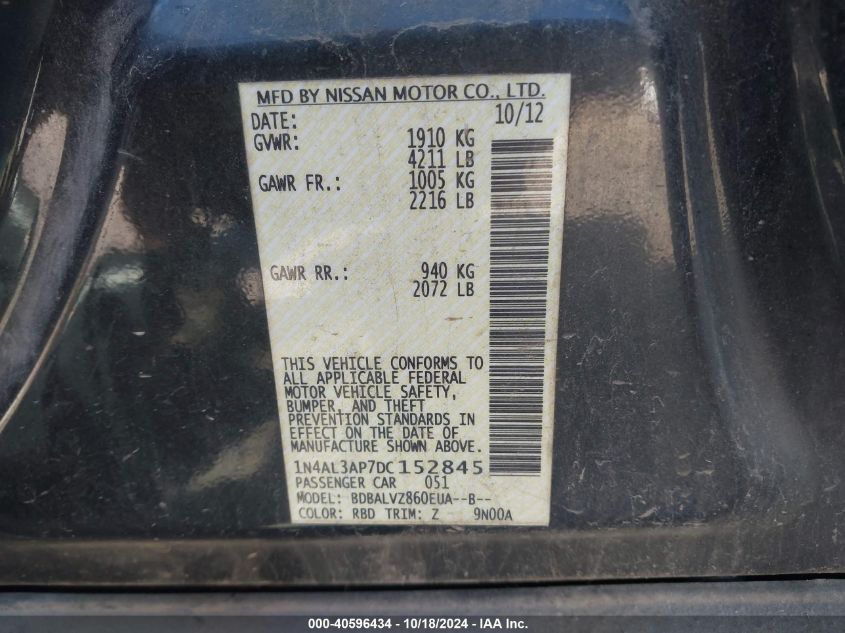 MFD BY NISSAN MOTOR CO., LTD.
DATE: 10/12
GVWR: 1910 KG
4211 LB
GAWR FR.: 1005 KG
2216 LB
GAWR RR.: 940 KG
2072 LB
THIS VEHICLE CONFORMS TO
ALL APPLICABLE FEDERAL
MOTOR VEHICLE SAFETY,
BUMPER, AND THEFT
PREVENTION STANDARDS IN
EFFECT ON THE DATE OF
MANUFACTURE SHOWN ABOVE.
1N4AL3AP7DC152845
PASSENGER CAR 051
MODEL: BDBALVZ860EUA--B--
COLOR: RBD TRIM: Z 9N00A
000-40596434 - 10/18/2024 - IAA Inc.